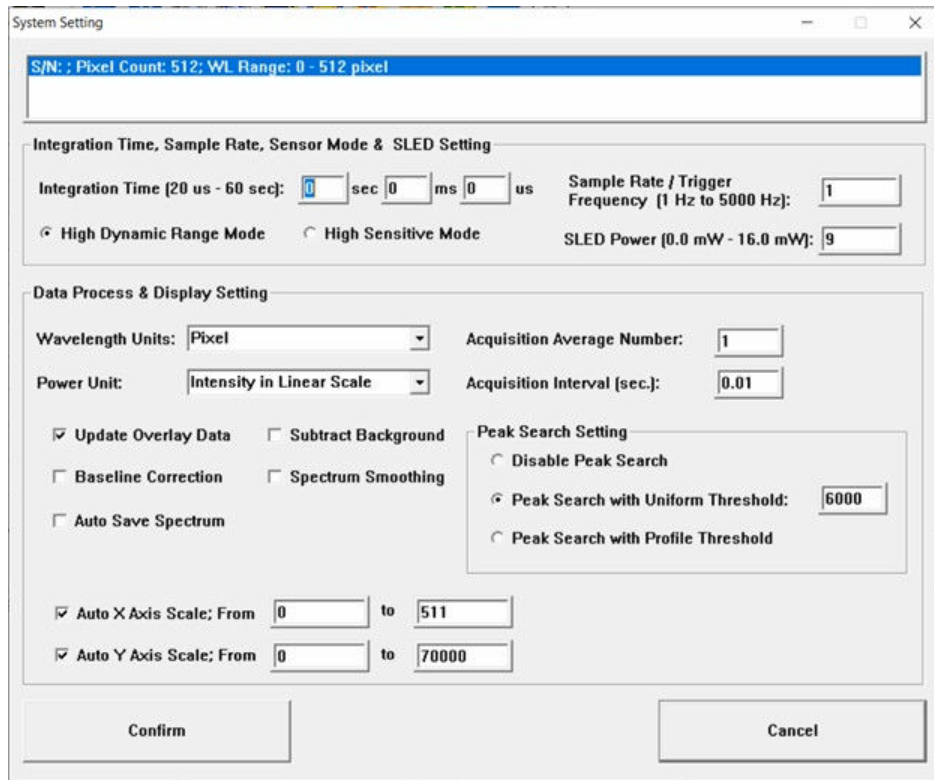 System Setting
S/N: ; Pixel Count: 512; WL Range: 0 - 512 pixel
Integration Time, Sample Rate, Sensor Mode & SLED Setting
Integration Time (20 us - 60 sec): 0 sec 0 ms 0 us
Sample Rate / Trigger
Frequency (1 Hz to 5000 Hz): 1
High Dynamic Range Mode High Sensitive Mode
SLED Power (0.0 mW - 16.0 mW): 9
Data Process & Display Setting
Wavelength Units: Pixel
Acquisition Average Number: 1
Power Unit: Intensity in Linear Scale
Acquisition Interval (sec.): 0.01
Update Overlay Data Subtract Background
Baseline Correction Spectrum Smoothing
Auto Save Spectrum
Peak Search Setting
Disable Peak Search
Peak Search with Uniform Threshold: 6000
Peak Search with Profile Threshold
Auto X Axis Scale; From 0 to 511
Auto Y Axis Scale; From 0 to 70000
Confirm
Cancel